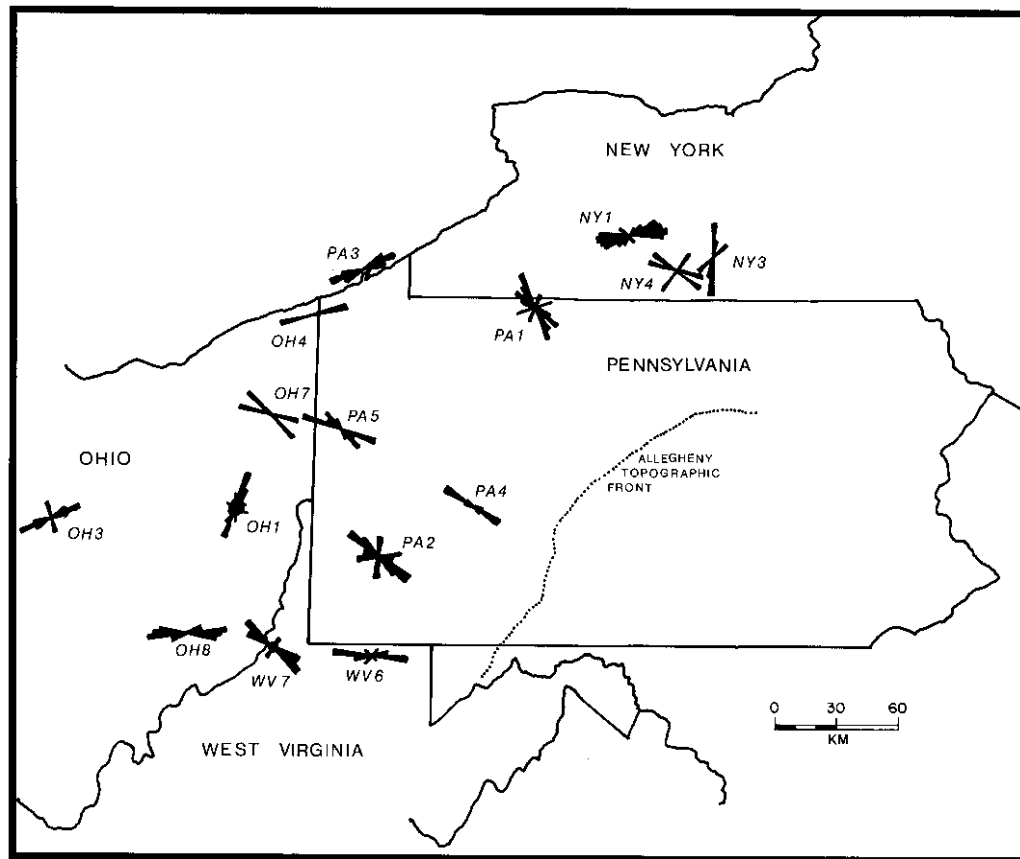 NEW YORK
NY1
PA3
NY3
NY4
OH4
PA1
PENNSYLVANIA
OH7
PA5
OHIO
ALLEGHENY
TOPOGRAPHIC
FRONT
PA4
OH3
OH1
PA2
OH8
WV7
WV6
0 30 60
KM
WEST VIRGINIA